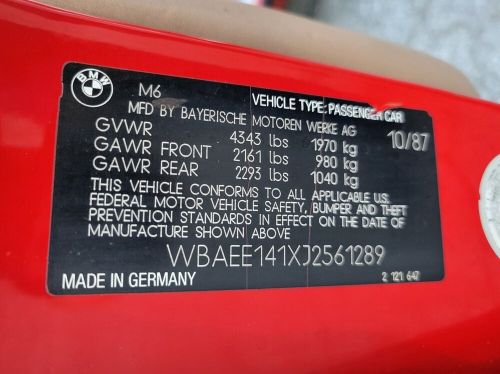 BMW
M6
VEHICLE TYPE: PASSENGER CAR
MFD BY BAYERISCHE MOTOREN WERKE AG 10/87
GVWR 4343 lbs 1970 kg
GAWR FRONT 2161 lbs 980 kg
GAWR REAR 2293 lbs 1040 kg
THIS VEHICLE CONFORMS TO ALL APPLICABLE U.S.
FEDERAL MOTOR VEHICLE SAFETY, BUMPER AND THEFT
PREVENTION STANDARDS IN EFFECT ON THE DATE OF
MANUFACTURE SHOWN ABOVE
WBAEE141XJ2561289
MADE IN GERMANY 2 121 647